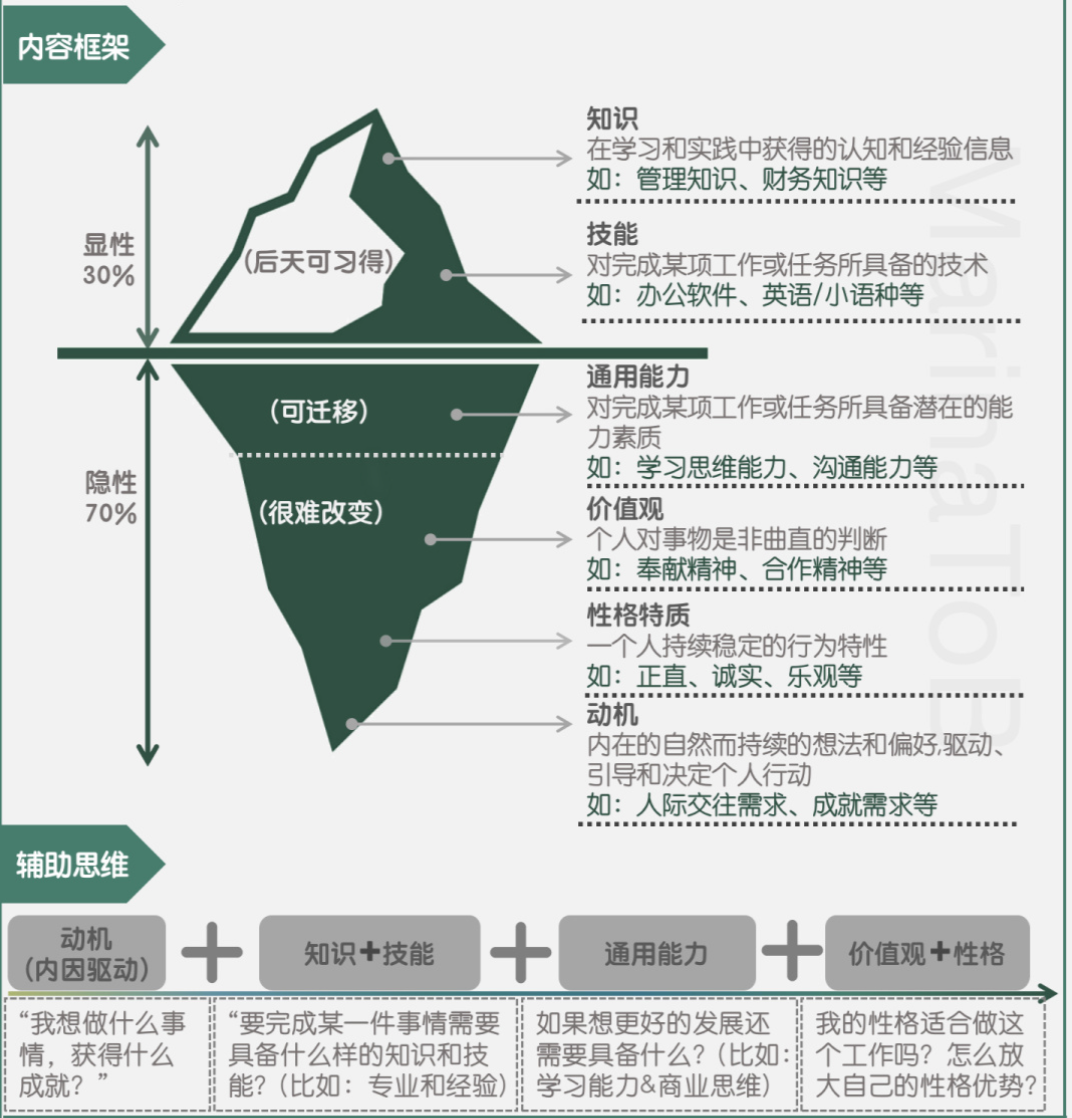 内容框架
显性
30%
(后天可习得)
知识
在学习和实践中获得的认知和经验信息
如：管理知识、财务知识等
技能
对完成某项工作或任务所具备的技术
如：办公软件、英语/小语种等
隐性
70%
(可迁移)
(很难改变)
通用能力
对完成某项工作或任务所具备潜在的能
力素质
如：学习思维能力、沟通能力等
价值观
个人对事物是非曲直的判断
如：奉献精神、合作精神等
性格特质
一个人持续稳定的行为特性
如：正直、诚实、乐观等
动机
内在的自然而持续的想法和偏好,驱动、
引导和决定个人行动
如：人际交往需求、成就需求等
MarinaToB
辅助思维
动机
(内因驱动)
知识+技能
通用能力
价值观+性格
“我想做什么事
情，获得什么
成就？”
“要完成某一件事情需要
具备什么样的知识和技
能?（比如：专业和经验)
如果想更好的发展还
需要具备什么？(比如：
学习能力&商业思维)
我的性格适合做这
个工作吗？怎么放
大自己的性格优势?